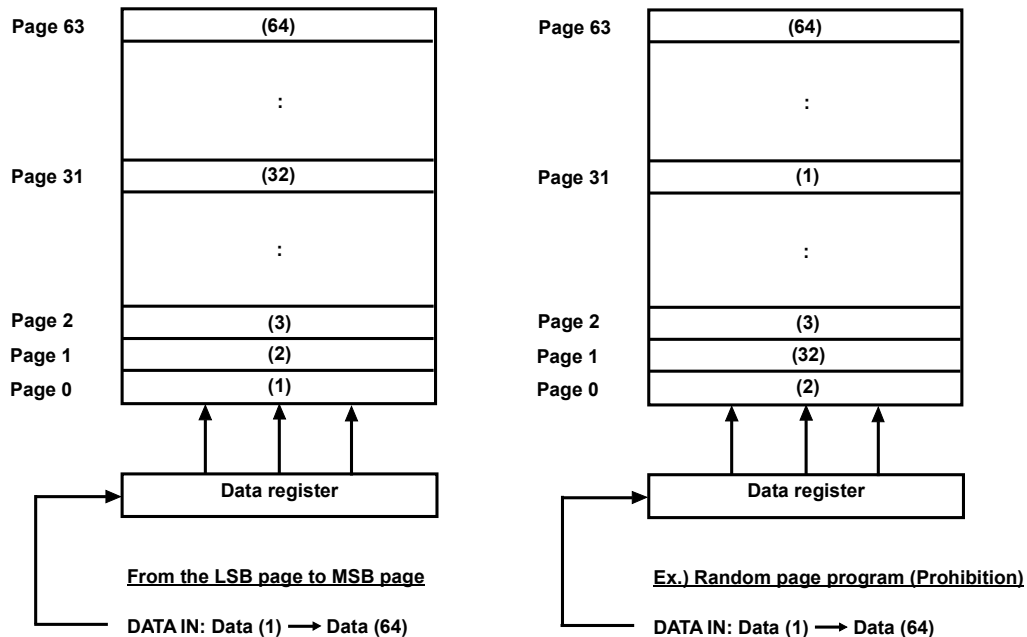 Page 63
(64)
:
Page 31
(32)
:
Page 2
(3)
Page 1
(2)
Page 0
(1)
Data register
From the LSB page to MSB page
DATA IN: Data (1) → Data (64)
Page 63
(64)
:
Page 31
(1)
:
Page 2
(3)
Page 1
(32)
Page 0
(2)
Data register
Ex.) Random page program (Prohibition)
DATA IN: Data (1) → Data (64)